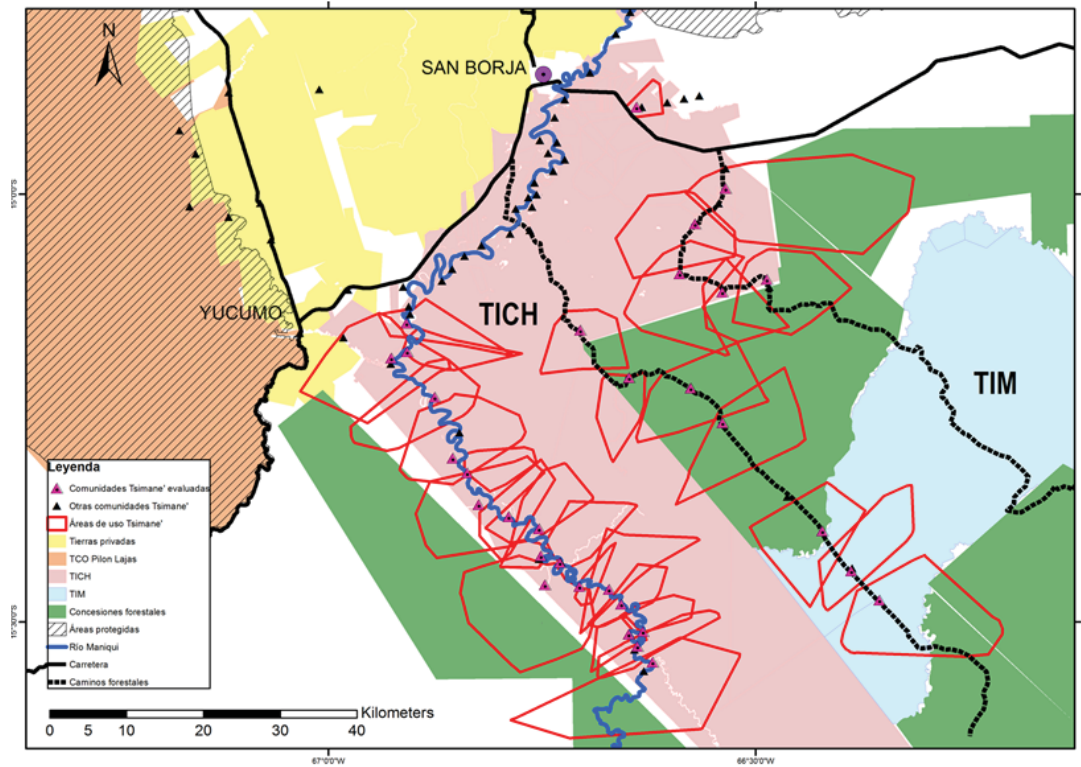 N
SAN BORJA
15°0'0"S
YUCUMO
TICH
TIM
Leyenda
Comunidades Tsimane' evaluadas
Otras comunidades Tsimane'
Áreas de uso Tsimane'
Tierras privadas
TCO Pilon Lajas
TICH
TIM
Concesiones forestales
Áreas protegidas
Río Maniqui
Carretera
Caminos forestales
15°30'0"S
Kilometers
0 5 10 20 30 40
67°0'0"W
66°30'0"W